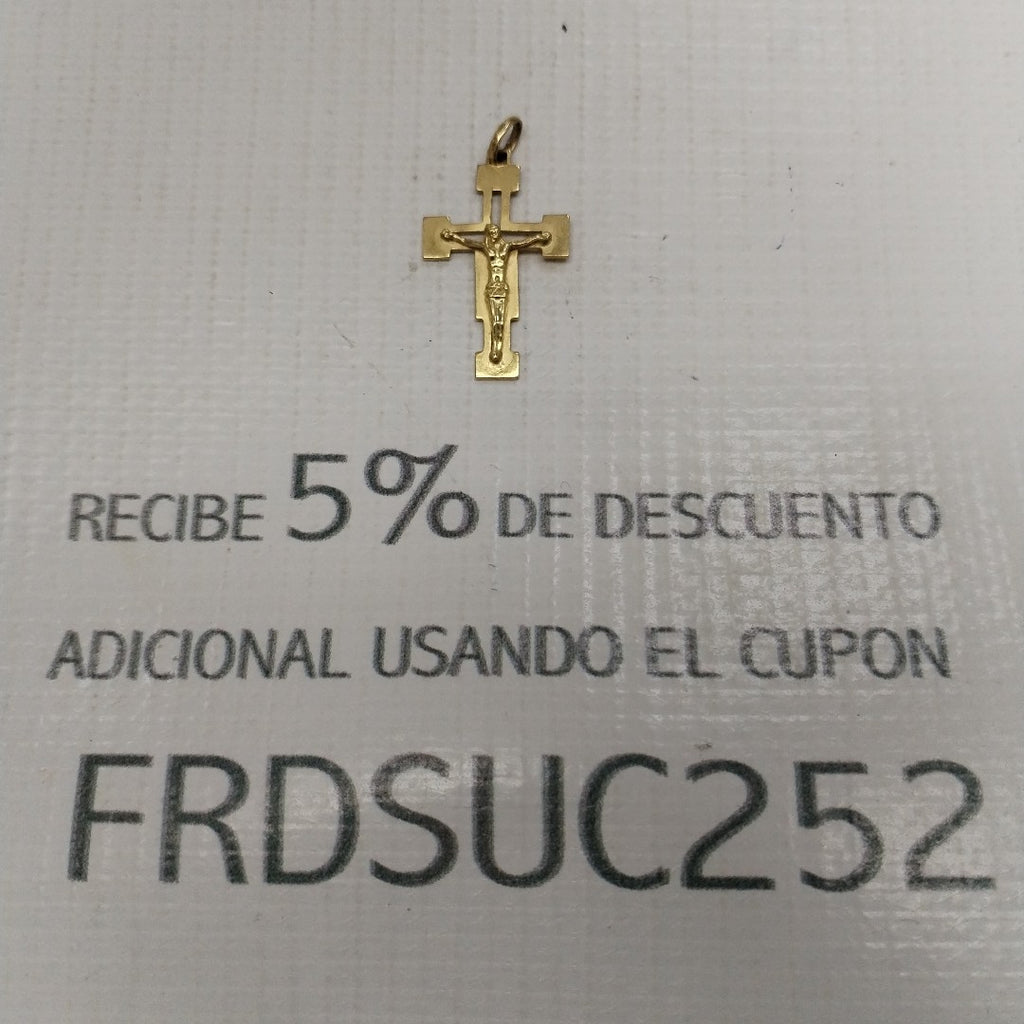 RECIBE 5% DE DESCUENTO
ADICIONAL USANDO EL CUPON
FRDSUC252